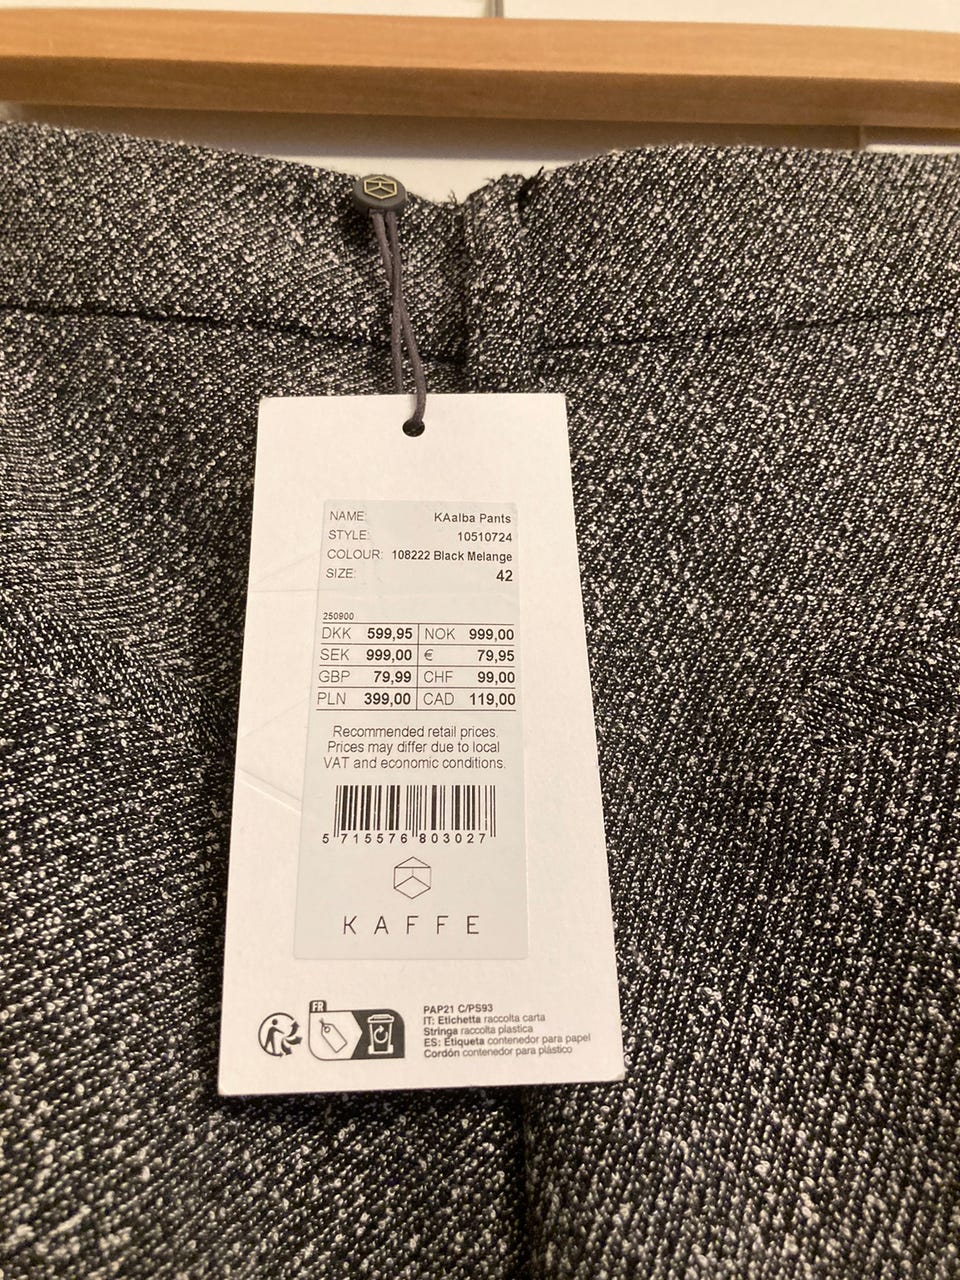 NAME: KAalba Pants
STYLE: 10510724
COLOUR: 108222 Black Melange
SIZE: 42
250900
DKK 599,95 NOK 999,00
SEK 999,00 € 79,95
GBP 79,99 CHF 99,00
PLN 399,00 CAD 119,00
Recommended retail prices.
Prices may differ due to local
VAT and economic conditions.
5 715576 803027
KAFFE
FR
PAP21 C/PS93
IT: Etichetta raccolta carta
Stringa raccolta plastica
ES: Etiqueta contenedor para papel
Cordón contenedor para plástico